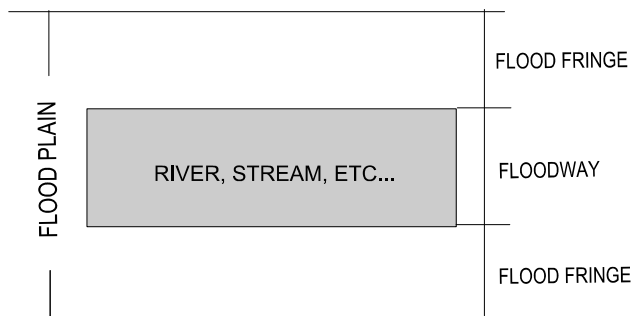 FLOOD FRINGE
FLOOD PLAIN
RIVER, STREAM, ETC...
FLOODWAY
FLOOD FRINGE